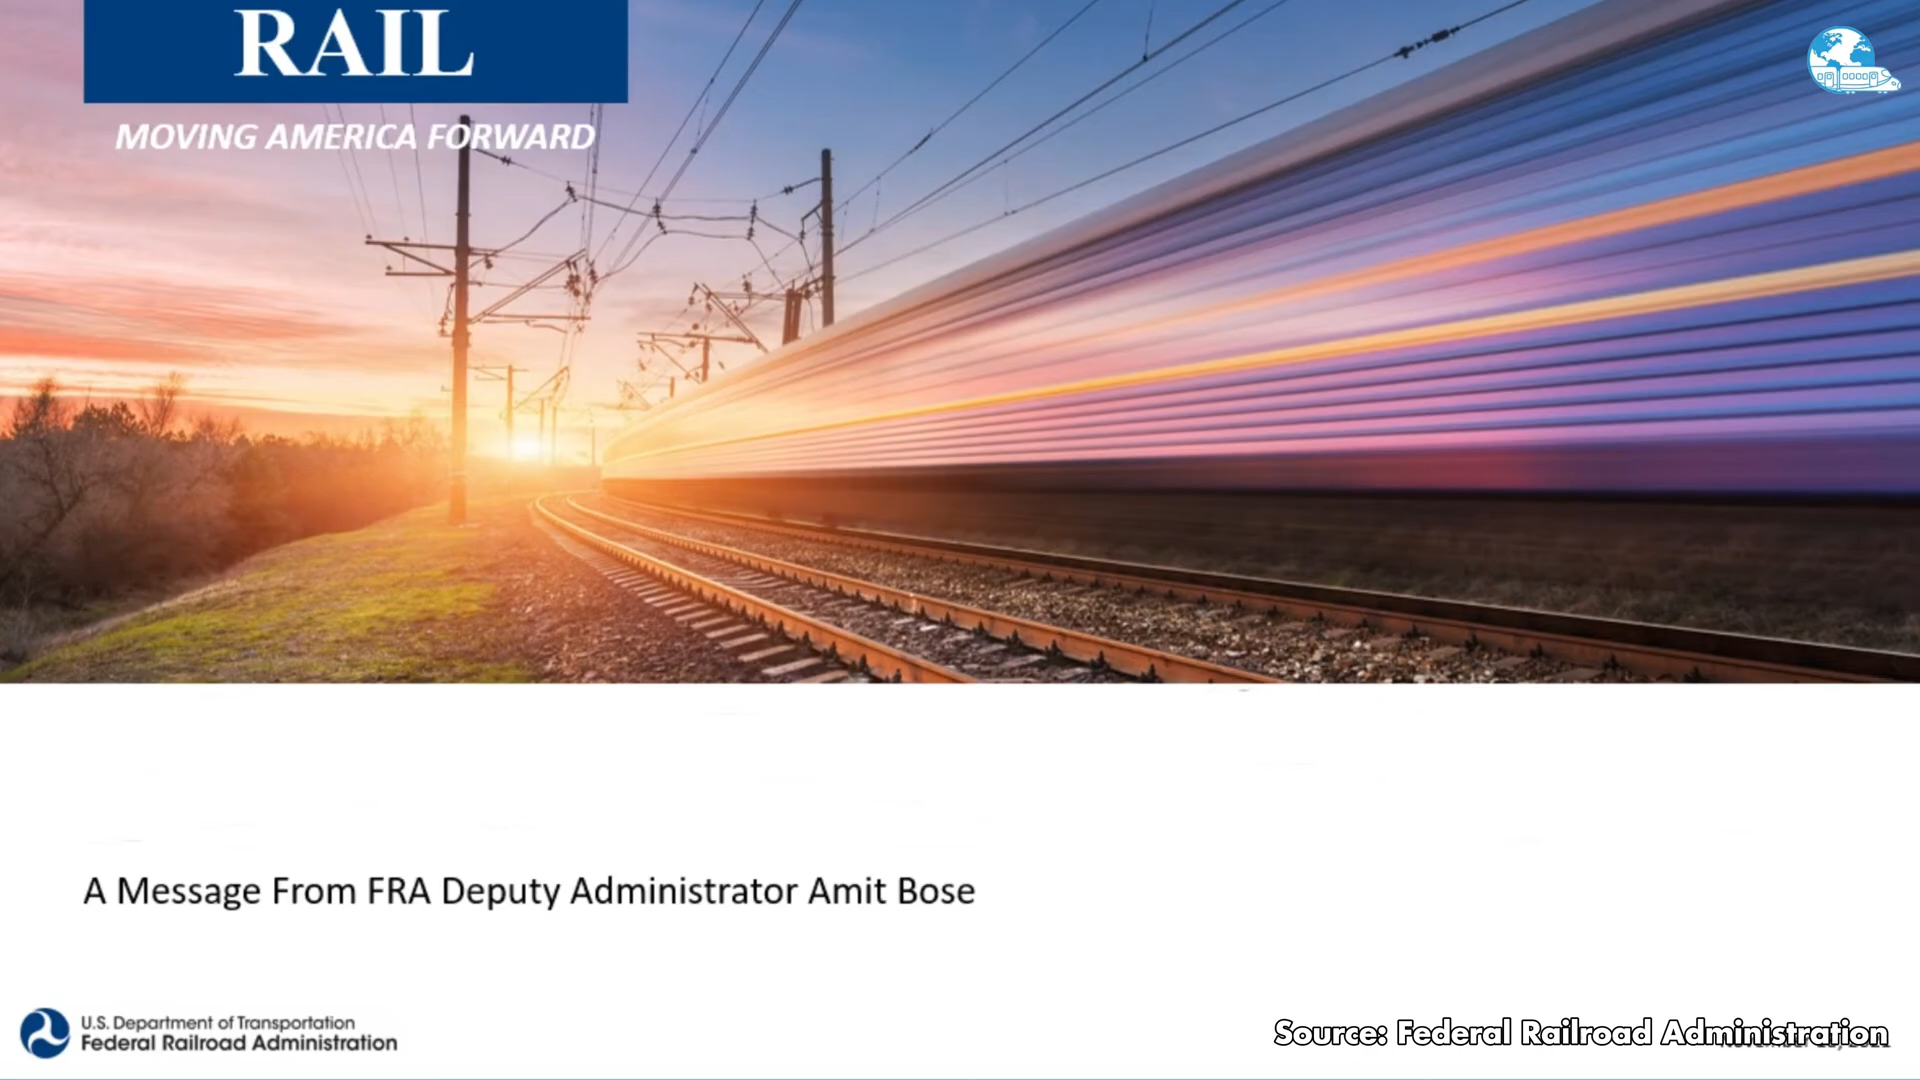 RAIL
MOVING AMERICA FORWARD
A Message From FRA Deputy Administrator Amit Bose
U.S. Department of Transportation
Federal Railroad Administration
Source: Federal Railroad Administration